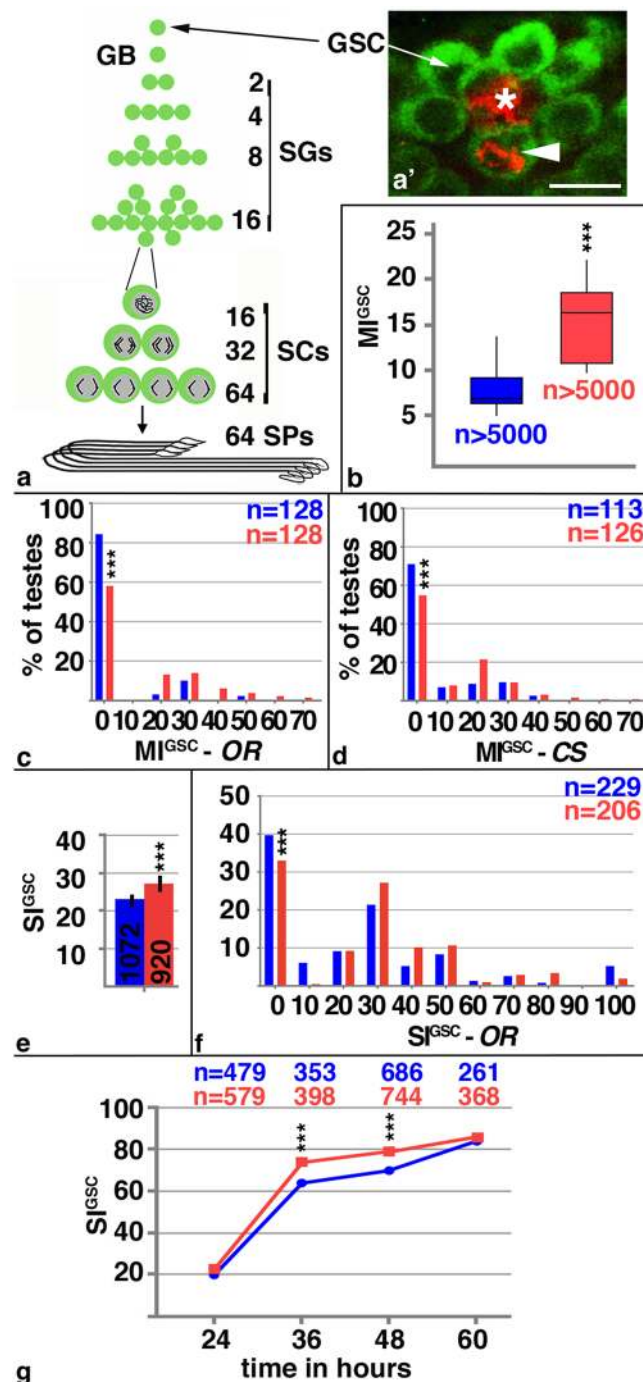 GSC
GB
2
4
SGs
8
16
16
32
SCs
64
64 SPs
a
*
a'
MI^GSC
25
20
15
10
5
***
n>5000
n>5000
b
% of testes
100
80
60
40
20
n=128
n=128
***
0 10 20 30 40 50 60 70
MI^GSC - OR
c
% of testes
100
80
60
40
20
n=113
n=126
***
0 10 20 30 40 50 60 70
MI^GSC - CS
d
SI^GSC
40
30
20
10
***
1072
920
e
50
40
30
20
10
n=229
n=206
***
0 10 20 30 40 50 60 70 80 90 100
SI^GSC - OR
f
n=479 353 686 261
n=579 398 744 368
SI^GSC
100
80
60
40
20
***
***
24 36 48 60
time in hours
g